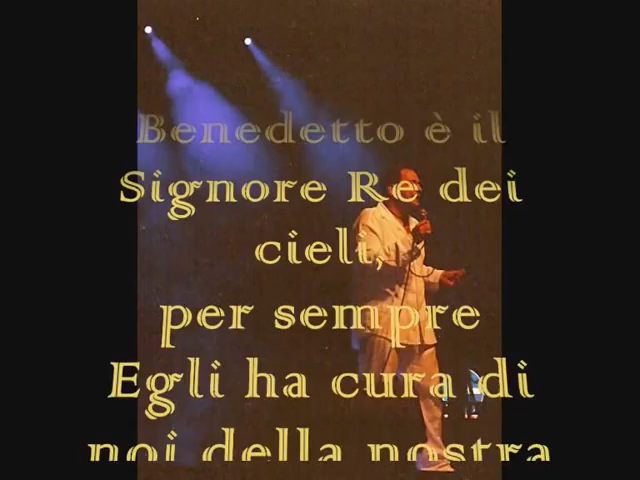 Benedetto è il
Signore Re dei
cieli,
per sempre
Egli ha cura di
noi della nostra